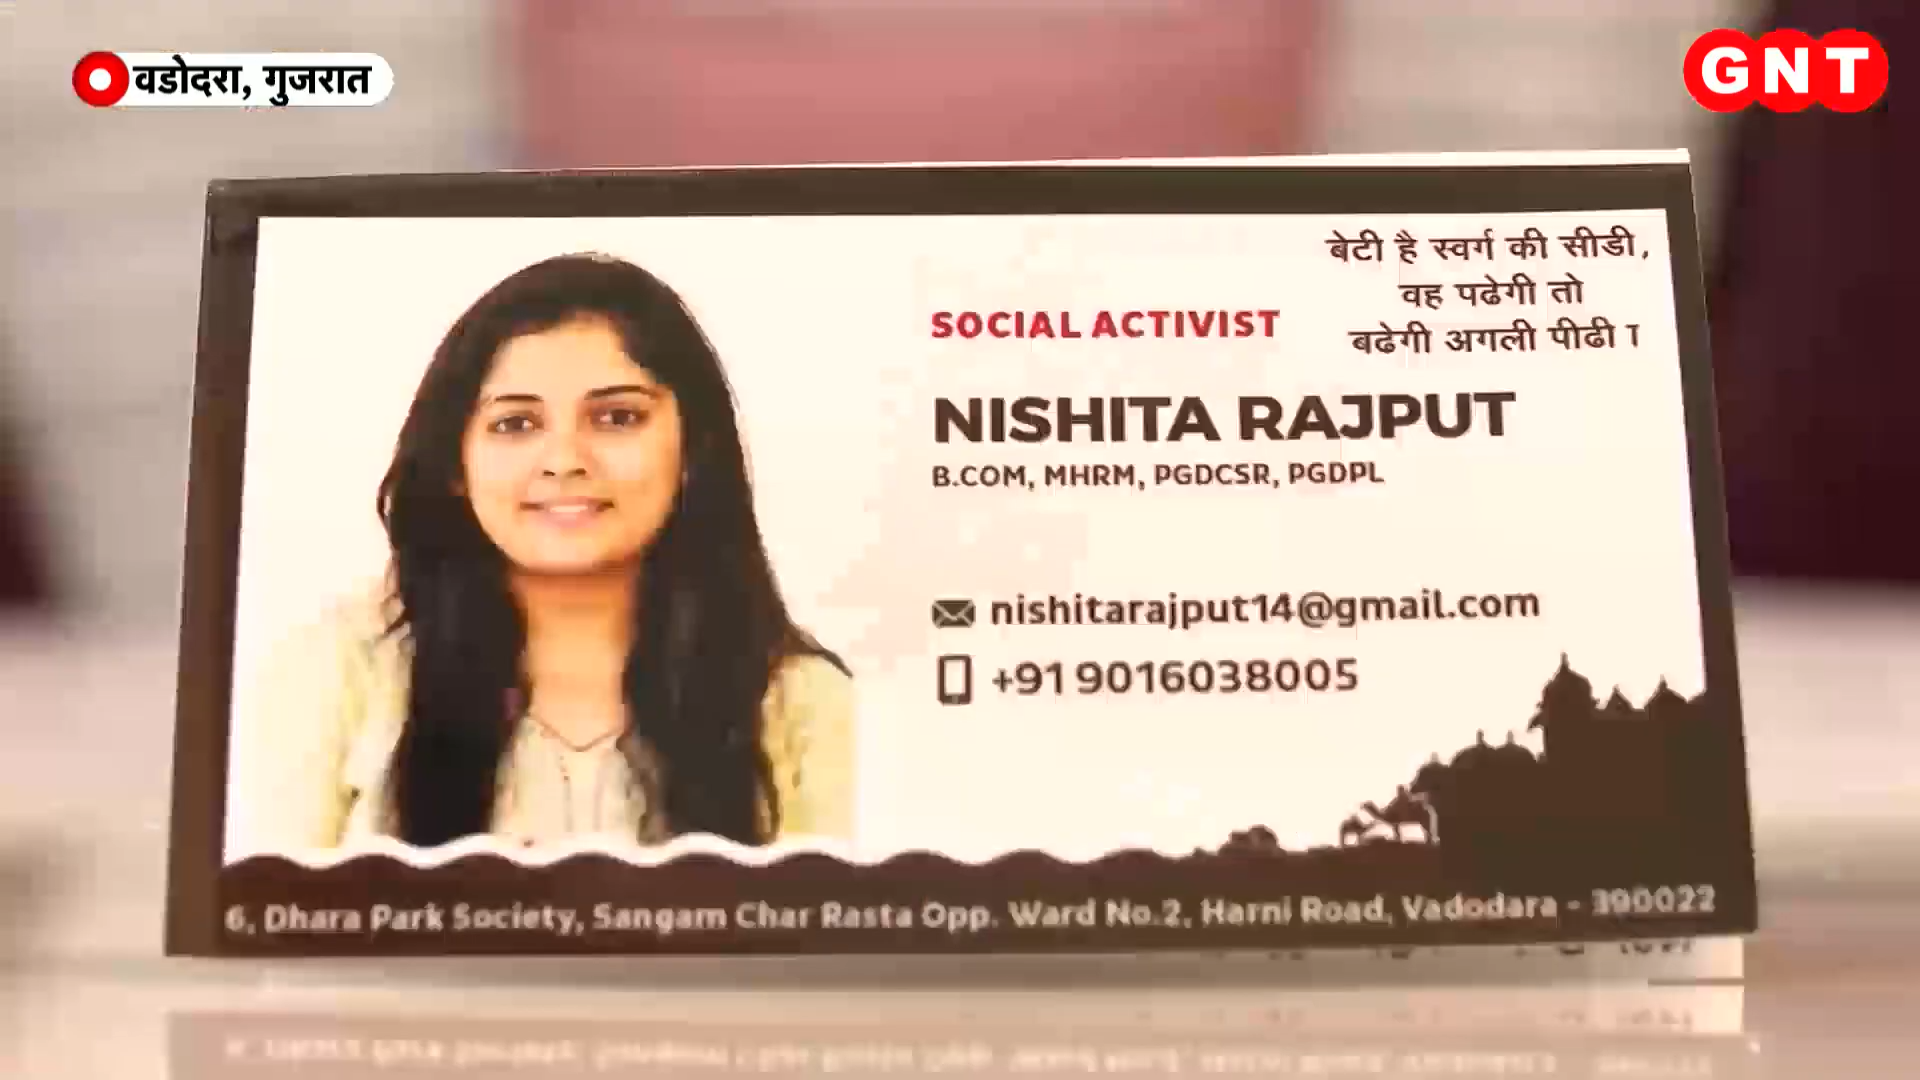 वडोदरा, गुजरात
GNT
बेटी है स्वर्ग की सीडी,
वह पढेगी तो
बढेगी अगली पीढी ा
SOCIAL ACTIVIST
NISHITA RAJPUT
B.COM, MHRM, PGDCSR, PGDPL
nishitarajput14@gmail.com
+91 9016038005
6, Dhara Park Society, Sangam Char Rasta Opp. Ward No.2, Harni Road, Vadodara - 390022